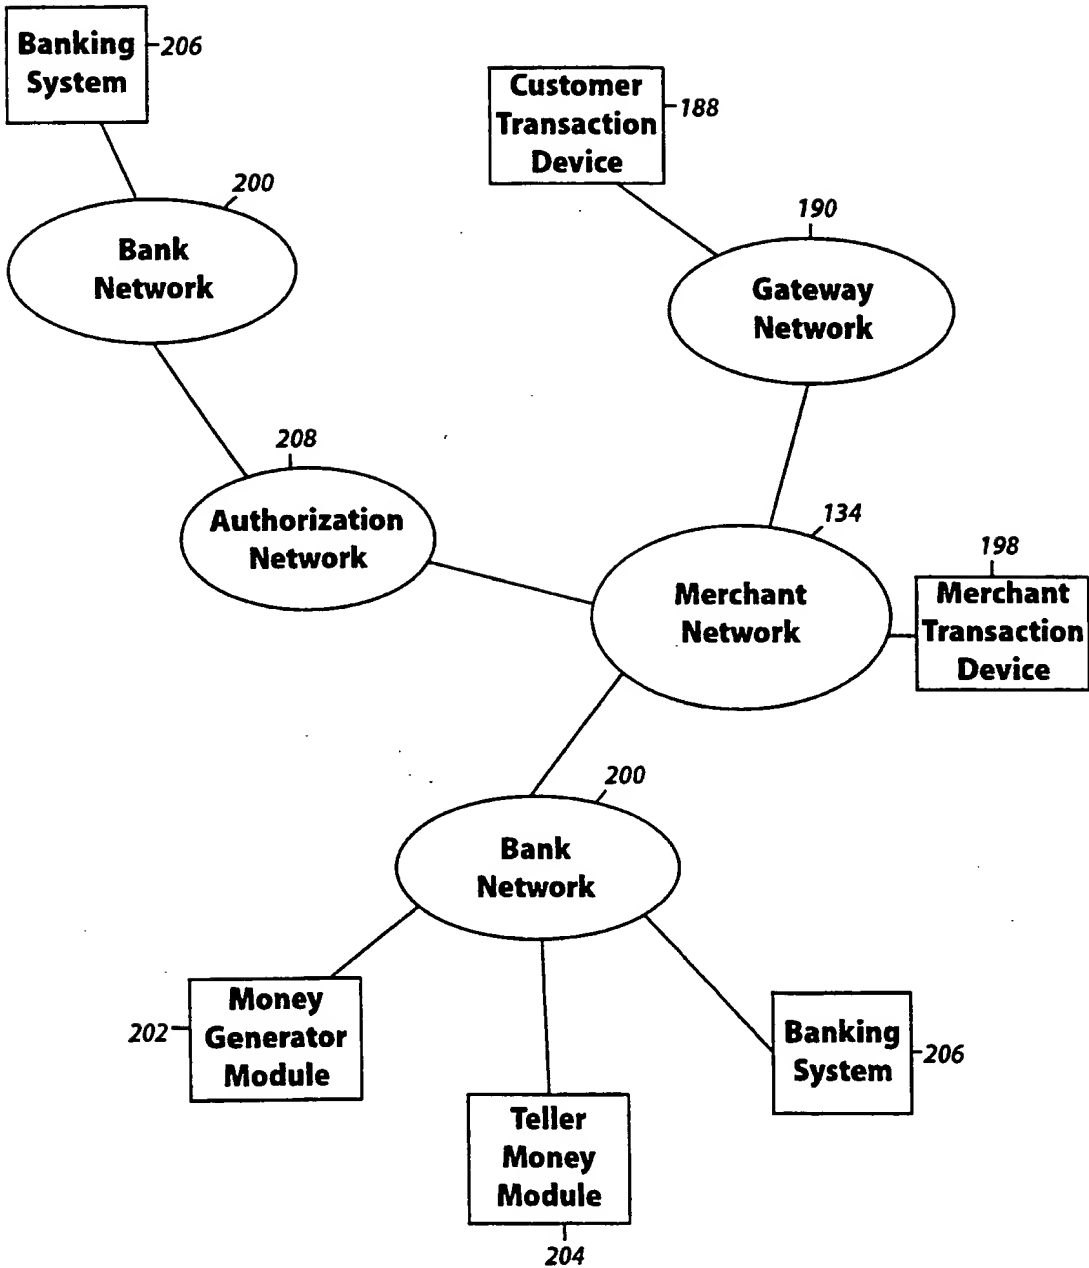 Banking
System
206
Customer
Transaction
Device
188
200
Bank
Network
190
Gateway
Network
208
Authorization
Network
134
Merchant
Network
198
Merchant
Transaction
Device
200
Bank
Network
Money
Generator
Module
202
Banking
System
206
Teller
Money
Module
204